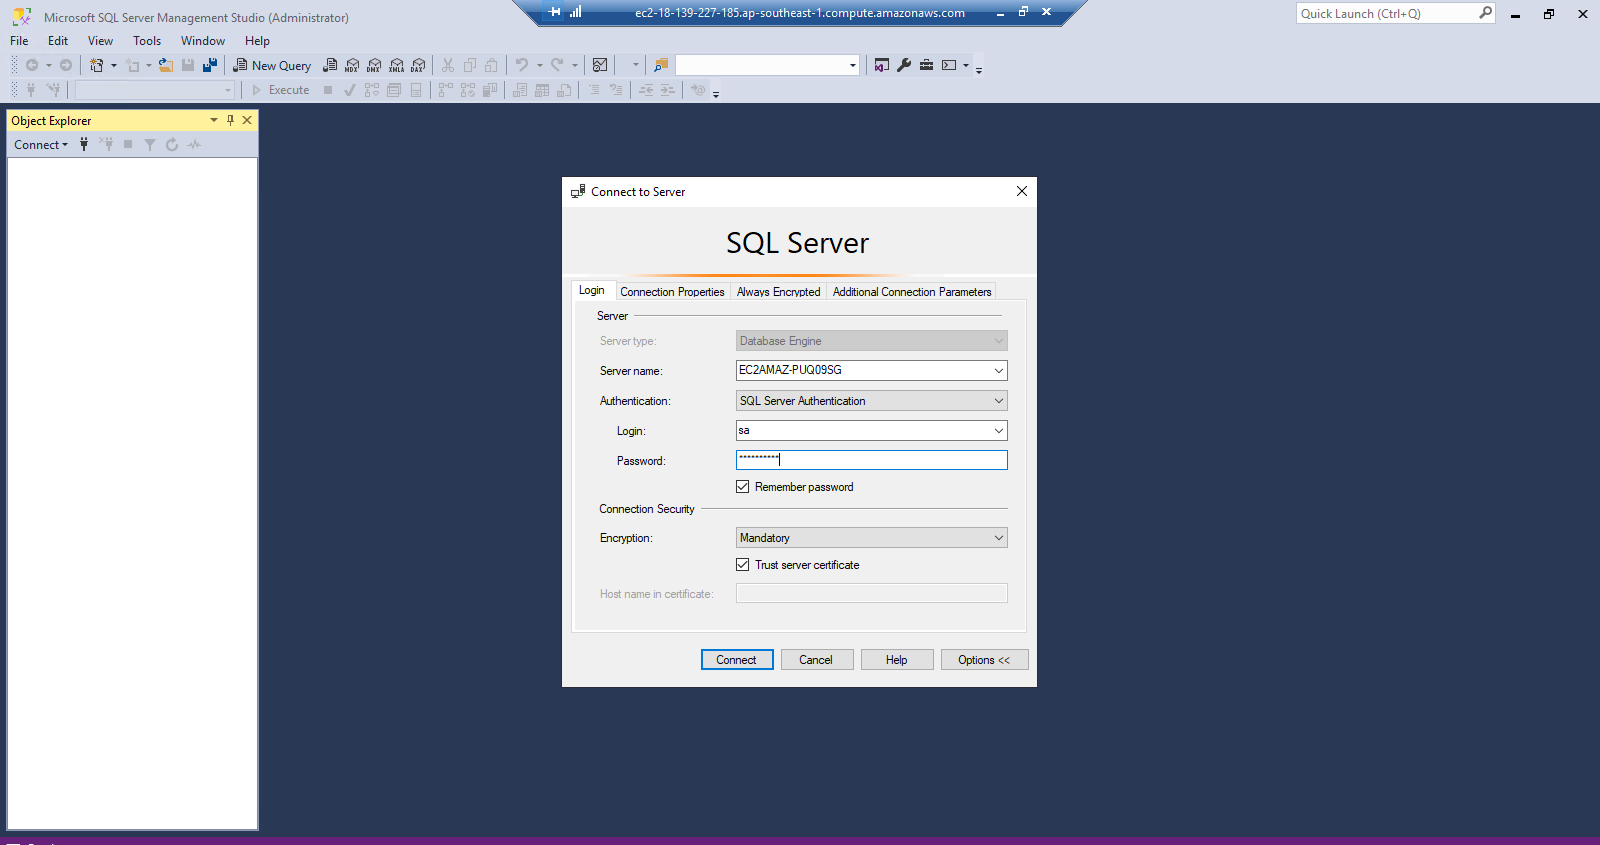 Microsoft SQL Server Management Studio (Administrator)
ec2-18-139-227-185.ap-southeast-1.compute.amazonaws.com
Quick Launch (Ctrl+Q)
File Edit View Tools Window Help
New Query MDX DMX XMLA DAX
Execute
Object Explorer
Connect
Connect to Server
SQL Server
Login Connection Properties Always Encrypted Additional Connection Parameters
Server
Server type: Database Engine
Server name: EC2AMAZ-PUQ09SG
Authentication: SQL Server Authentication
Login: sa
Password: **********
Remember password
Connection Security
Encryption: Mandatory
Trust server certificate
Host name in certificate:
Connect Cancel Help Options <<